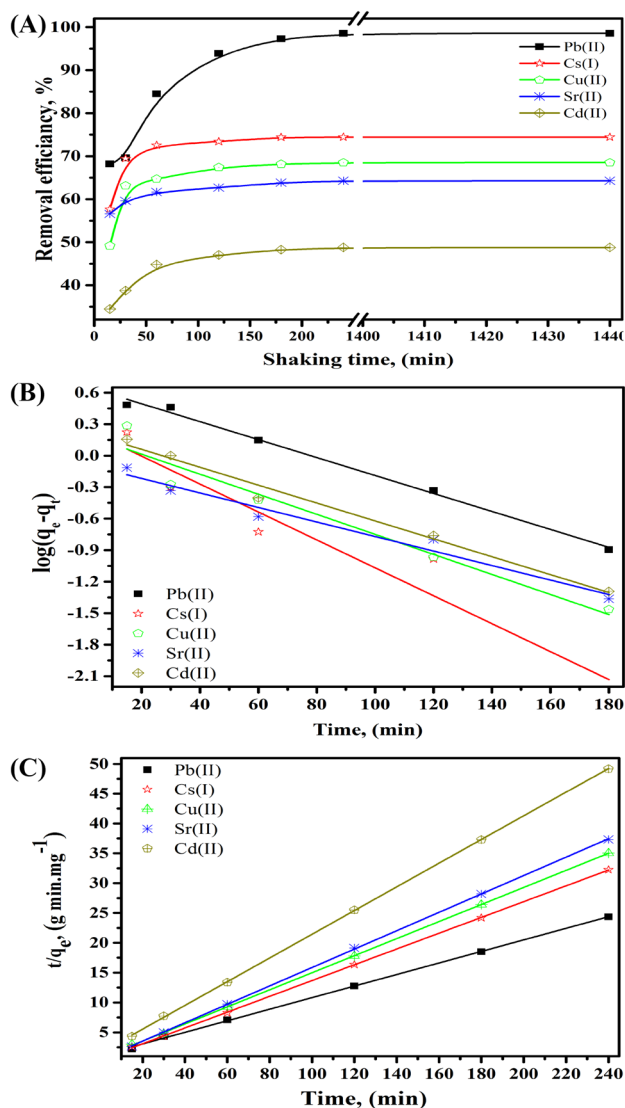 (A)
Removal efficiancy, %
100
90
80
70
60
50
40
Pb(II)
Cs(I)
Cu(II)
Sr(II)
Cd(II)
0 50 100 150 200 1400 1410 1420 1430 1440
Shaking time, (min)
(B)
log(qe-qt)
0.6
0.3
0.0
-0.3
-0.6
-0.9
-1.2
-1.5
-1.8
-2.1
Pb(II)
Cs(I)
Cu(II)
Sr(II)
Cd(II)
20 40 60 80 100 120 140 160 180
Time, (min)
(C)
t/qe, (g min.mg-1)
50
45
40
35
30
25
20
15
10
5
Pb(II)
Cs(I)
Cu(II)
Sr(II)
Cd(II)
20 40 60 80 100 120 140 160 180 200 220 240
Time, (min)